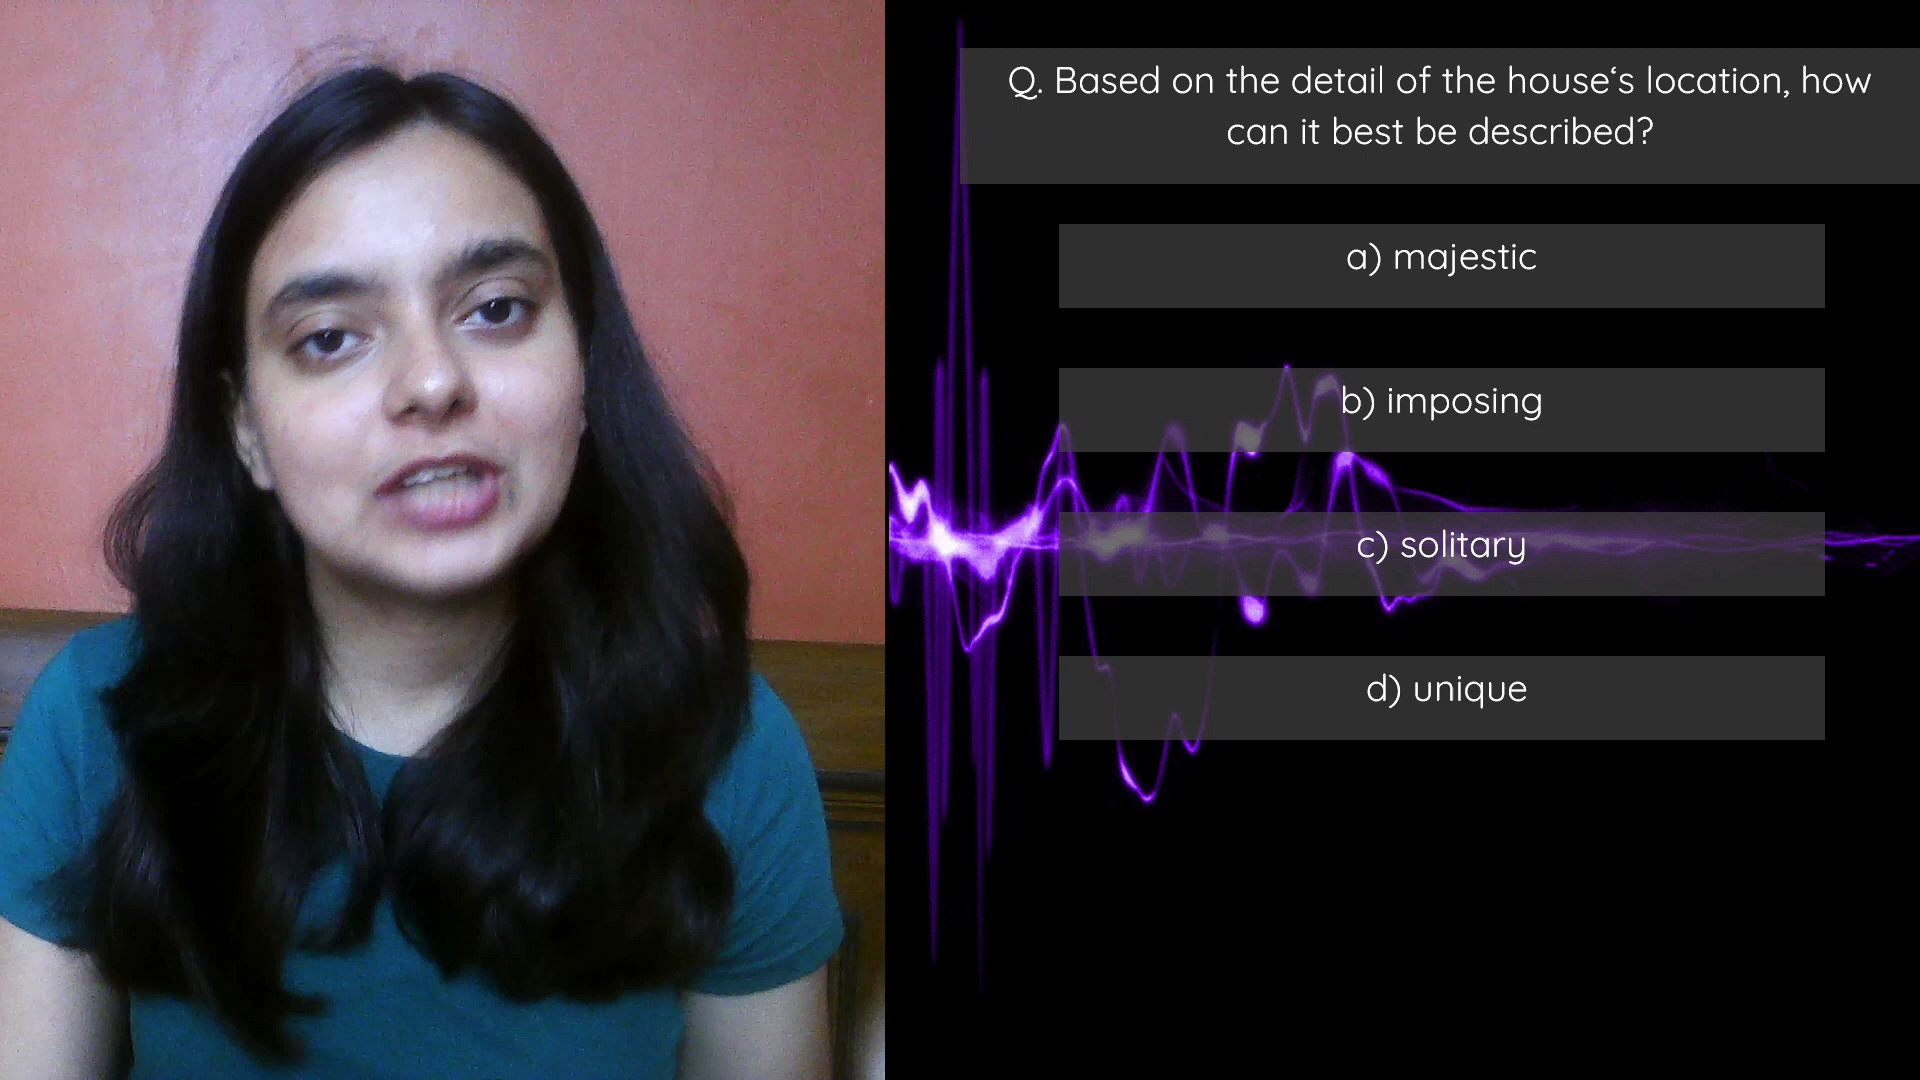 Q. Based on the detail of the house‘s location, how
can it best be described?
a) majestic
b) imposing
c) solitary
d) unique